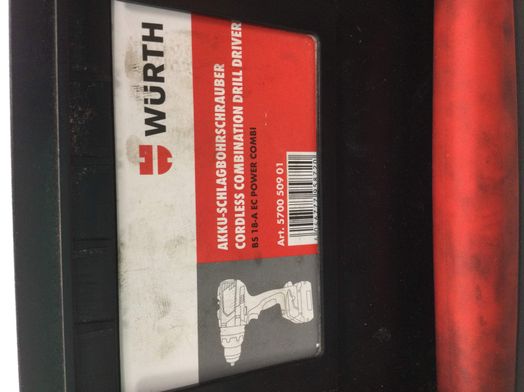 WÜRTH
AKKU-SCHLAGBOHRSCHRAUBER
CORDLESS COMBINATION DRILL DRIVER
BS 18-A EC POWER COMBI
Art. 5700 509 01